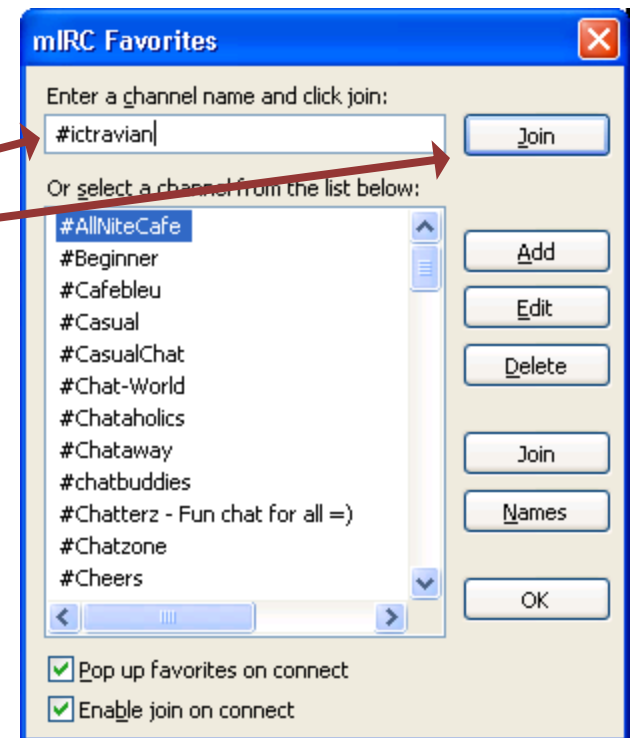 mIRC Favorites
Enter a channel name and click join:
#ictravian
Join
Or select a channel from the list below:
#AllNiteCafe
#Beginner
#Cafebleu
#Casual
#CasualChat
#Chat-World
#Chataholics
#Chataway
#chatbuddies
#Chatterz - Fun chat for all =)
#Chatzone
#Cheers
Add
Edit
Delete
Join
Names
OK
Pop up favorites on connect
Enable join on connect